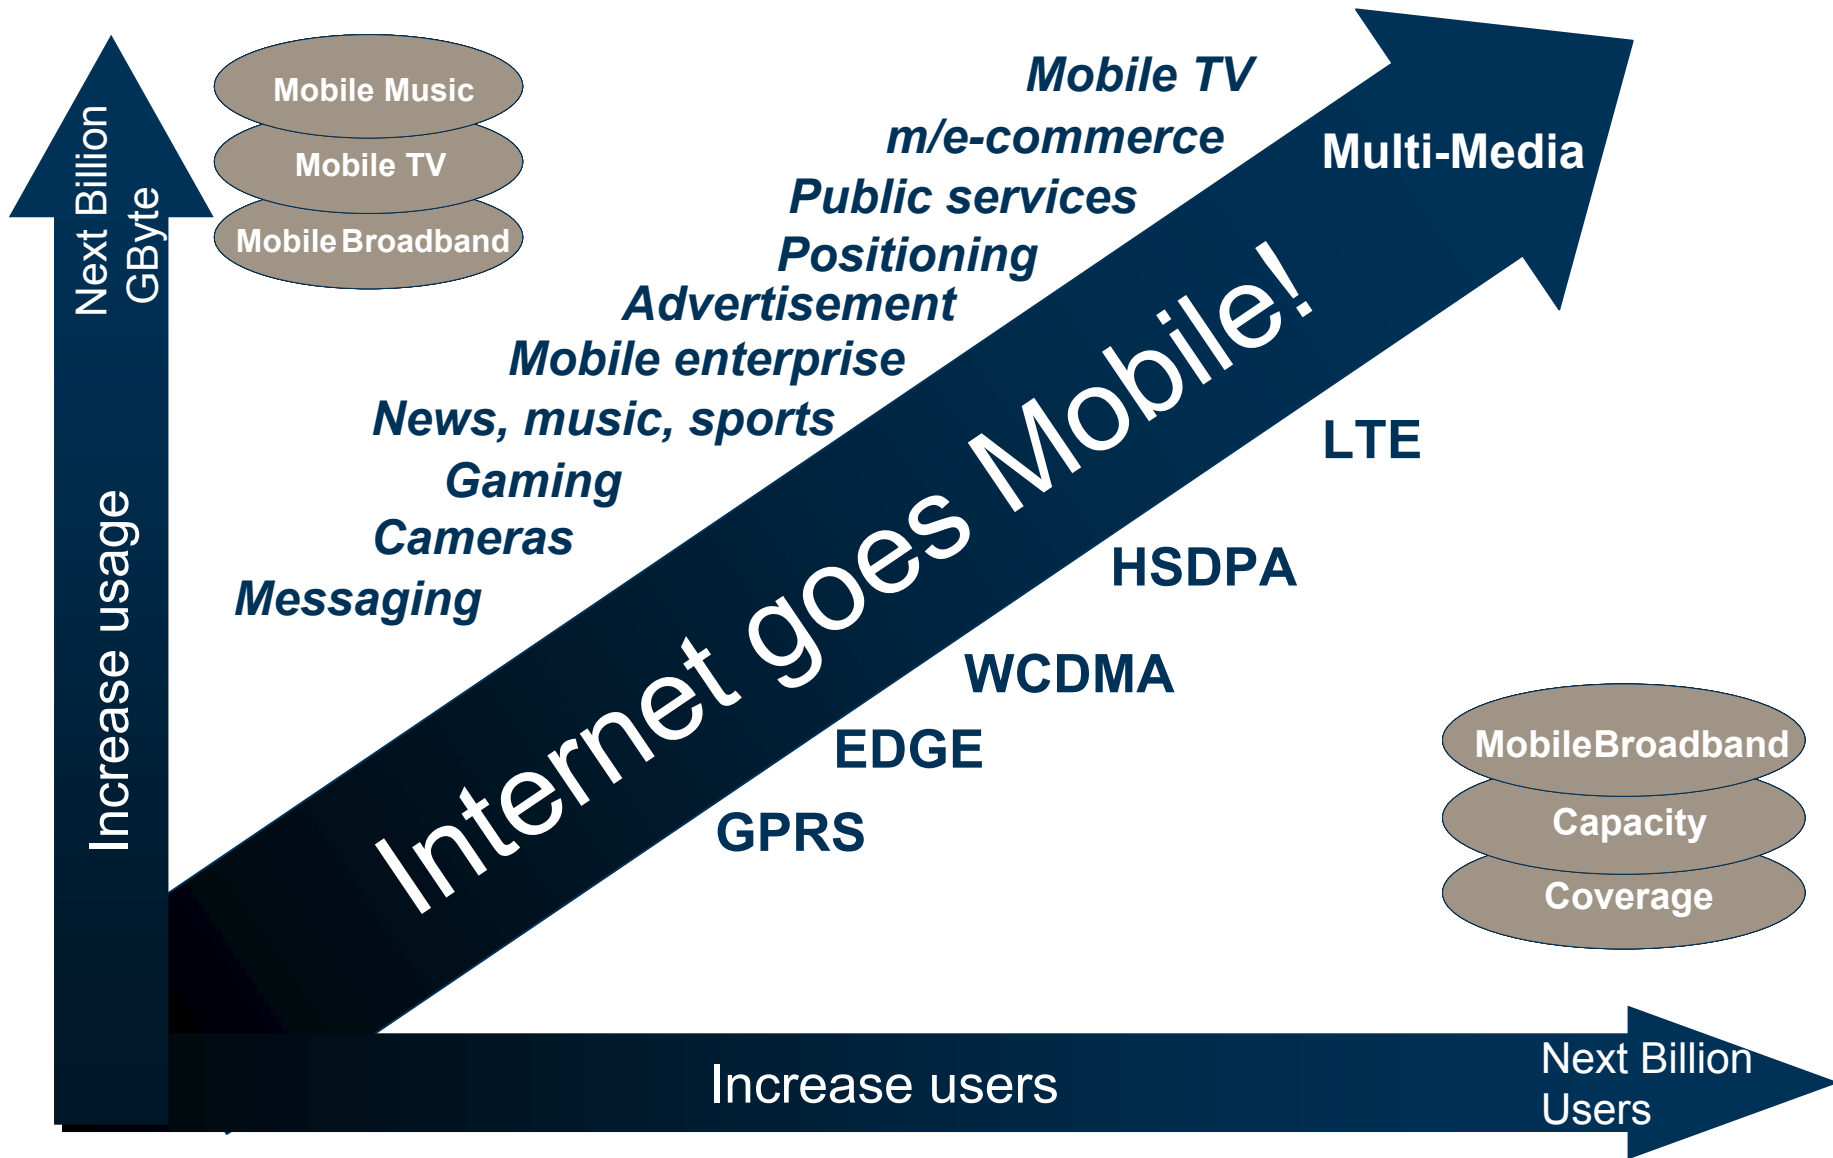 Next Billion
GByte
Increase usage
Mobile Music
Mobile TV
Mobile Broadband
Mobile TV
m/e-commerce
Public services
Positioning
Advertisement
Mobile enterprise
News, music, sports
Gaming
Cameras
Messaging
Multi-Media
Internet goes Mobile!
LTE
HSDPA
WCDMA
EDGE
GPRS
MobileBroadband
Capacity
Coverage
Increase users
Next Billion
Users